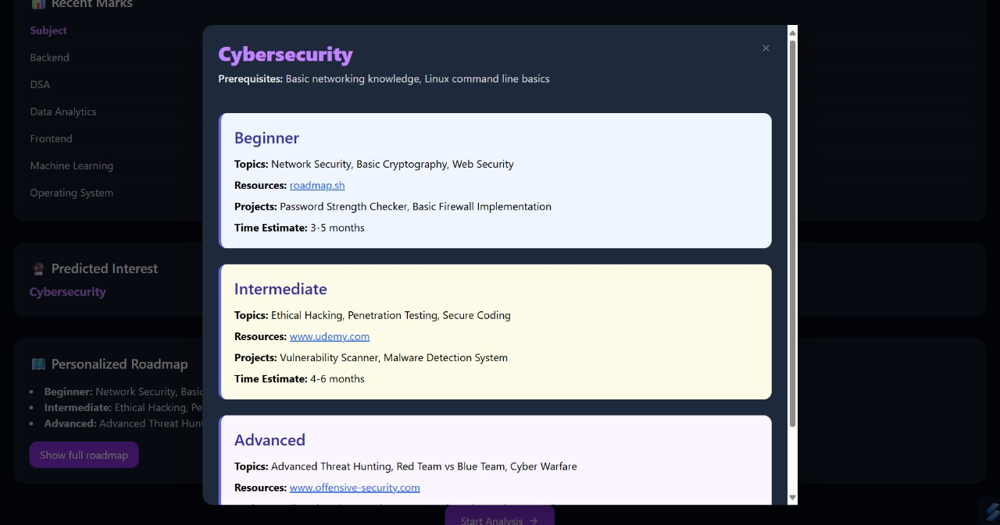 Recent Marks
Subject
Backend
DSA
Data Analytics
Frontend
Machine Learning
Operating System
Predicted Interest
Cybersecurity
Personalized Roadmap
Beginner: Network Security, Basic
Intermediate: Ethical Hacking, Pe
Advanced: Advanced Threat Hunt
Show full roadmap
Cybersecurity
×
Prerequisites: Basic networking knowledge, Linux command line basics
Beginner
Topics: Network Security, Basic Cryptography, Web Security
Resources: roadmap.sh
Projects: Password Strength Checker, Basic Firewall Implementation
Time Estimate: 3-5 months
Intermediate
Topics: Ethical Hacking, Penetration Testing, Secure Coding
Resources: www.udemy.com
Projects: Vulnerability Scanner, Malware Detection System
Time Estimate: 4-6 months
Advanced
Topics: Advanced Threat Hunting, Red Team vs Blue Team, Cyber Warfare
Resources: www.offensive-security.com
Start Analysis →